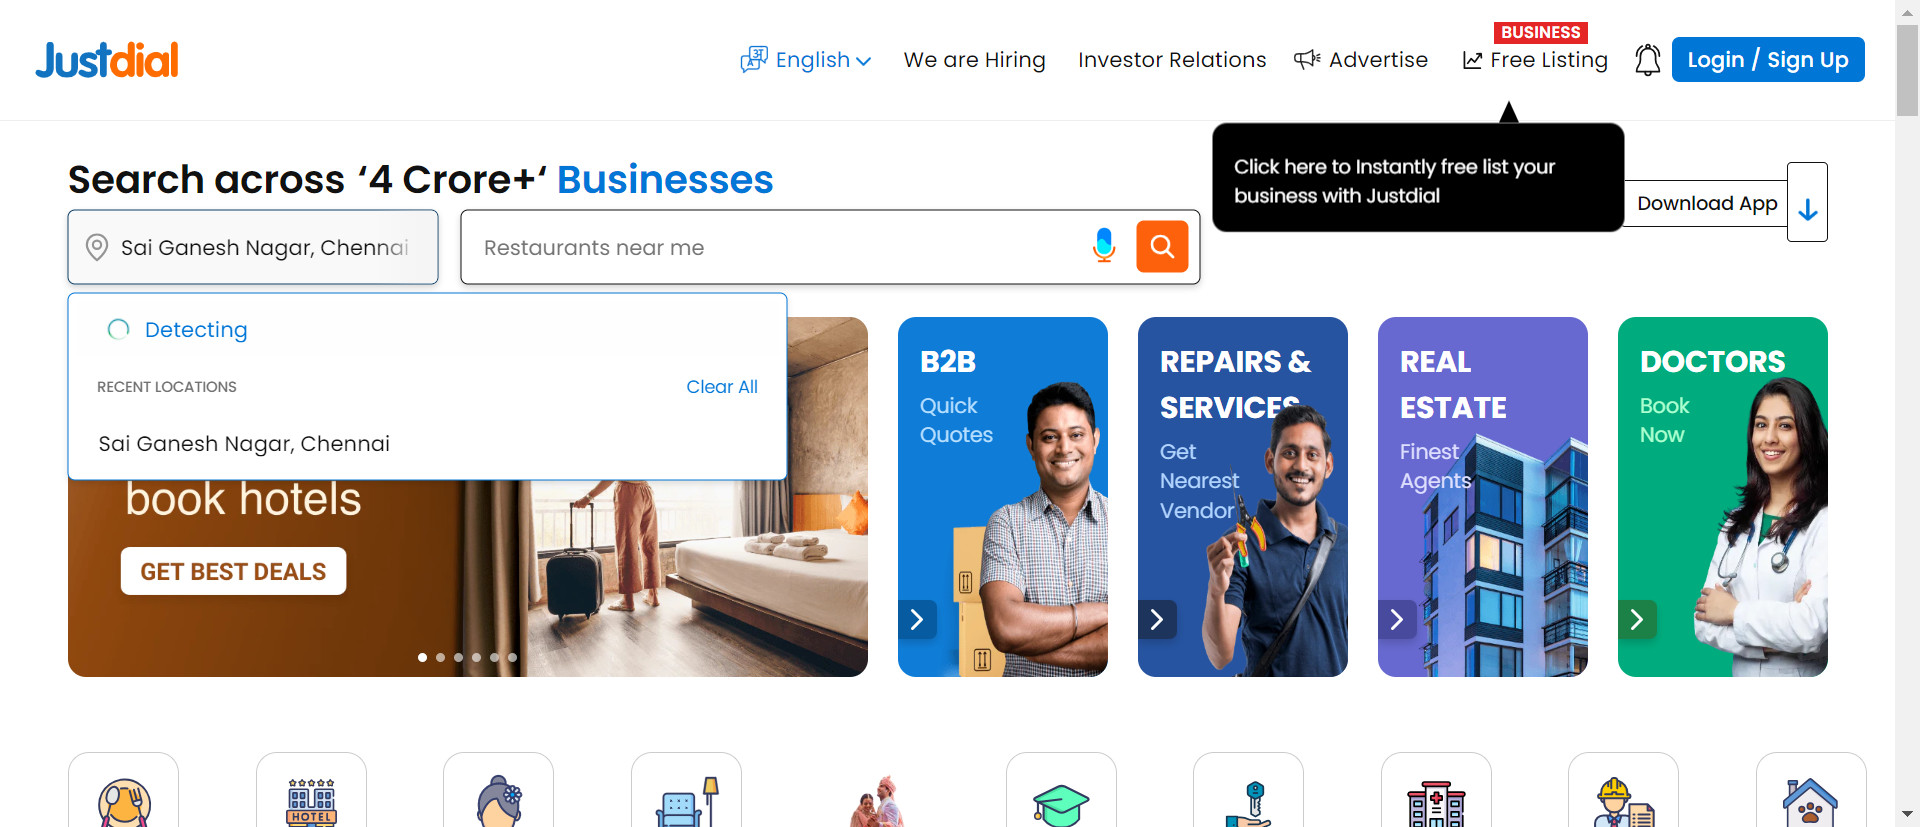 Justdial
English
We are Hiring
Investor Relations
Advertise
BUSINESS
Free Listing
Login / Sign Up
Click here to Instantly free list your
business with Justdial
Download App
Search across ‘4 Crore+‘ Businesses
Sai Ganesh Nagar, Chennai
Restaurants near me
Detecting
RECENT LOCATIONS
Clear All
Sai Ganesh Nagar, Chennai
book hotels
GET BEST DEALS
B2B
Quick
Quotes
REPAIRS &
SERVICES
Get
Nearest
Vendor
REAL
ESTATE
Finest
Agents
DOCTORS
Book
Now
HOTEL